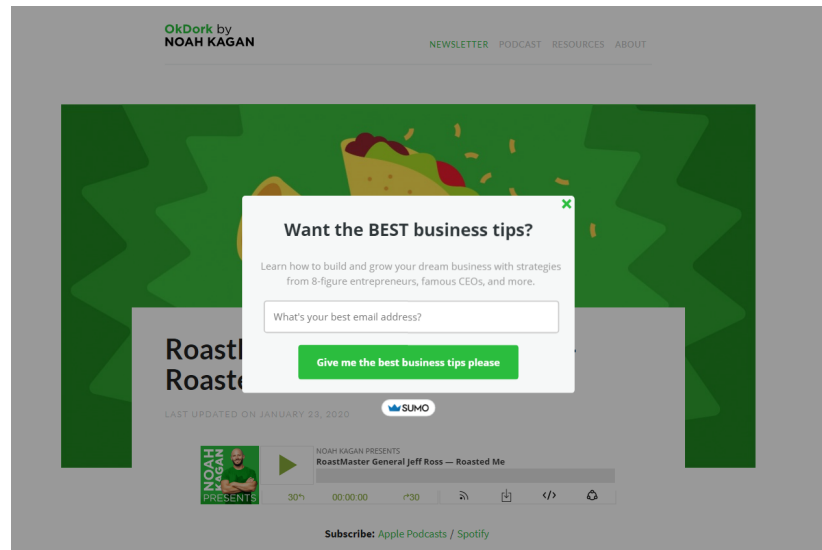 OkDork by
NOAH KAGAN
NEWSLETTER PODCAST RESOURCES ABOUT
Want the BEST business tips?
Learn how to build and grow your dream business with strategies
from 8-figure entrepreneurs, famous CEOs, and more.
What's your best email address?
Give me the best business tips please
SUMO
LAST UPDATED ON JANUARY 23, 2020
NOAH KAGAN
PRESENTS
NOAH KAGAN PRESENTS
RoastMaster General Jeff Ross — Roasted Me
30 00:00:00 30
</>
Subscribe: Apple Podcasts / Spotify